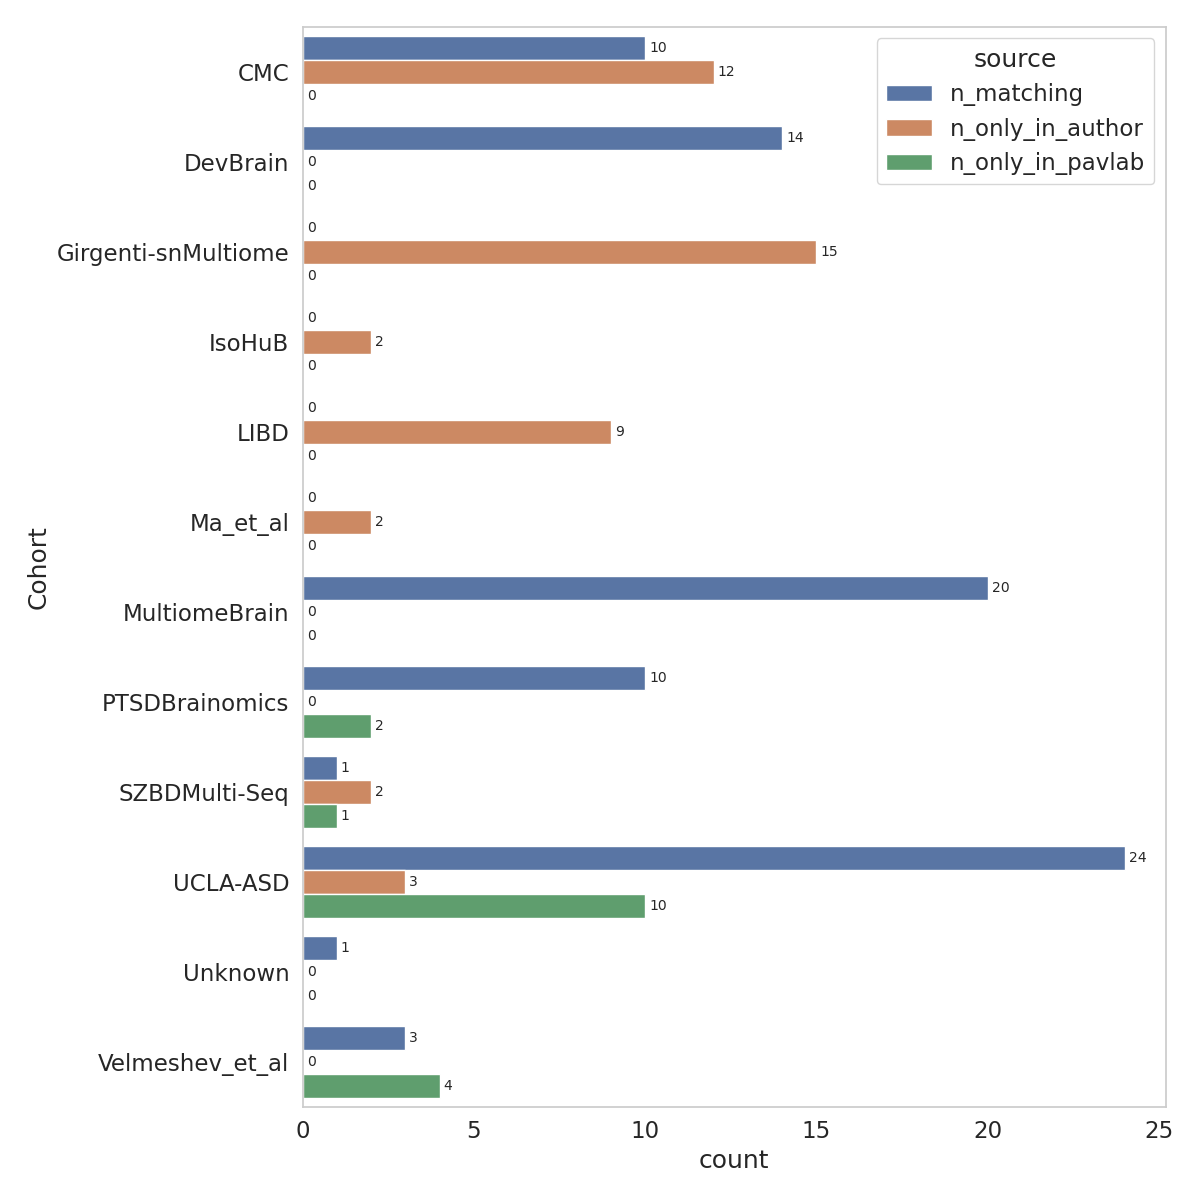 source
n_matching
n_only_in_author
n_only_in_pavlab
Cohort
CMC
10
12
0
DevBrain
14
0
0
Girgenti-snMultiome
0
15
0
IsoHuB
0
2
0
LIBD
0
9
0
Ma_et_al
0
2
0
MultiomeBrain
20
0
0
PTSDBrainomics
10
0
2
SZBDMulti-Seq
1
2
1
UCLA-ASD
24
3
10
Unknown
1
0
0
Velmeshev_et_al
3
0
4
0 5 10 15 20 25
count